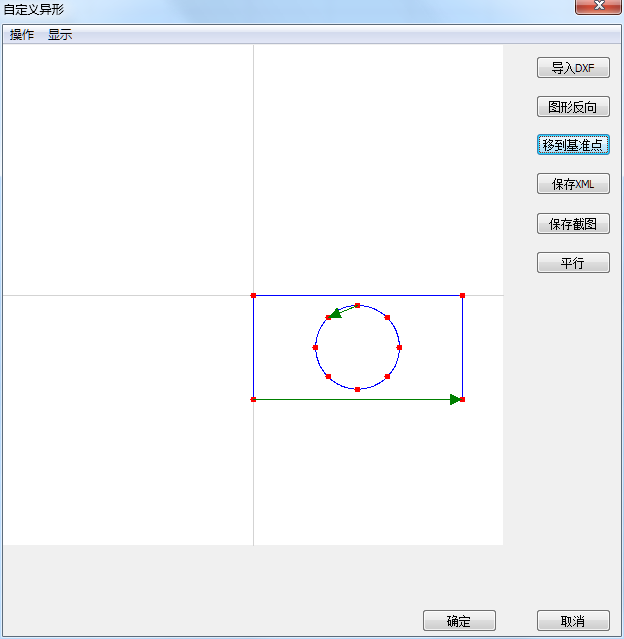 自定义异形
操作 显示
导入DXF
图形反向
移到基准点
保存XML
保存截图
平行
确定 取消